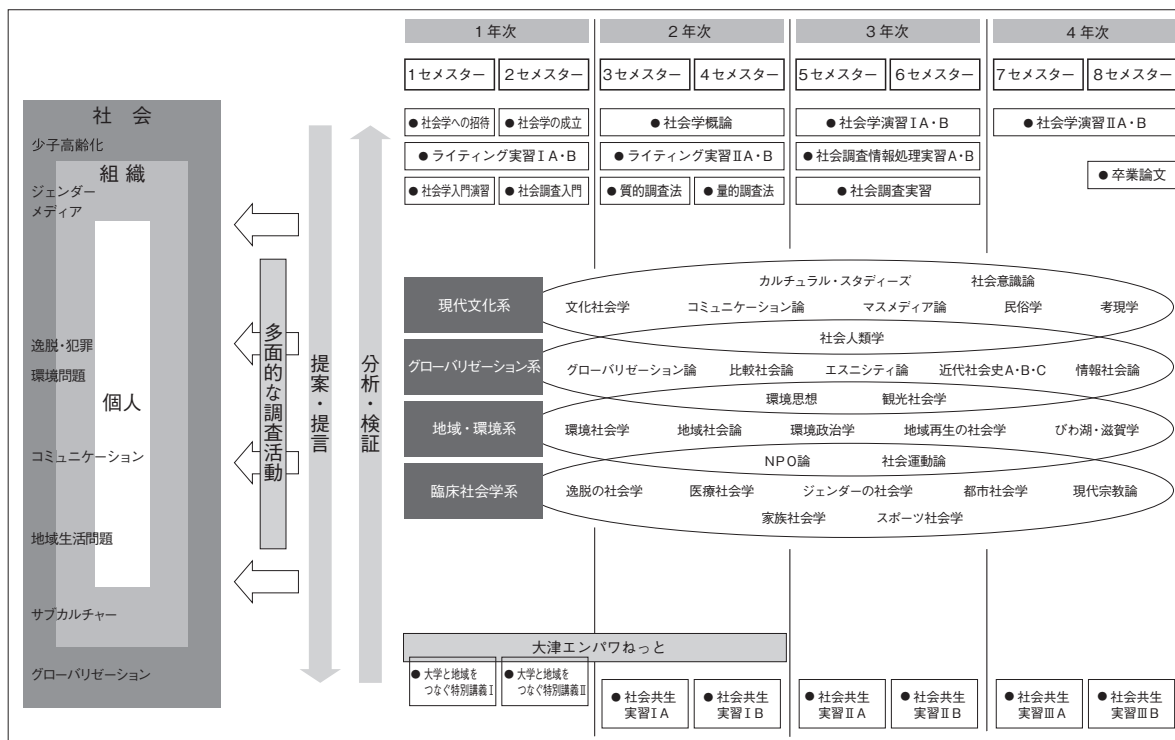 1年次 2年次 3年次 4年次
1セメスター 2セメスター 3セメスター 4セメスター 5セメスター 6セメスター 7セメスター 8セメスター
社会
少子高齢化
組織
ジェンダー
メディア
逸脱・犯罪
環境問題
個人
コミュニケーション
地域生活問題
サブカルチャー
グローバリゼーション
多面的な調査活動
提案・提言
分析・検証
●社会学への招待 ●社会学の成立 ●社会学概論 ●社会学演習ⅠA・B ●社会学演習ⅡA・B
●ライティング実習ⅠA・B ●ライティング実習ⅡA・B ●社会調査情報処理実習A・B
●卒業論文
●社会学入門演習 ●社会調査入門 ●質的調査法 ●量的調査法 ●社会調査実習
現代文化系
カルチュラル・スタディーズ 社会意識論
文化社会学 コミュニケーション論 マスメディア論 民俗学 考現学
社会人類学
グローバリゼーション系
グローバリゼーション論 比較社会論 エスニシティ論 近代社会史A・B・C 情報社会論
環境思想 観光社会学
地域・環境系
環境社会学 地域社会論 環境政治学 地域再生の社会学 びわ湖・滋賀学
NPO論 社会運動論
臨床社会学系
逸脱の社会学 医療社会学 ジェンダーの社会学 都市社会学 現代宗教論
家族社会学 スポーツ社会学
大津エンパワねっと
●大学と地域を
つなぐ特別講義Ⅰ
●大学と地域を
つなぐ特別講義Ⅱ
●社会共生
実習ⅠA
●社会共生
実習ⅠB
●社会共生
実習ⅡA
●社会共生
実習ⅡB
●社会共生
実習ⅢA
●社会共生
実習ⅢB